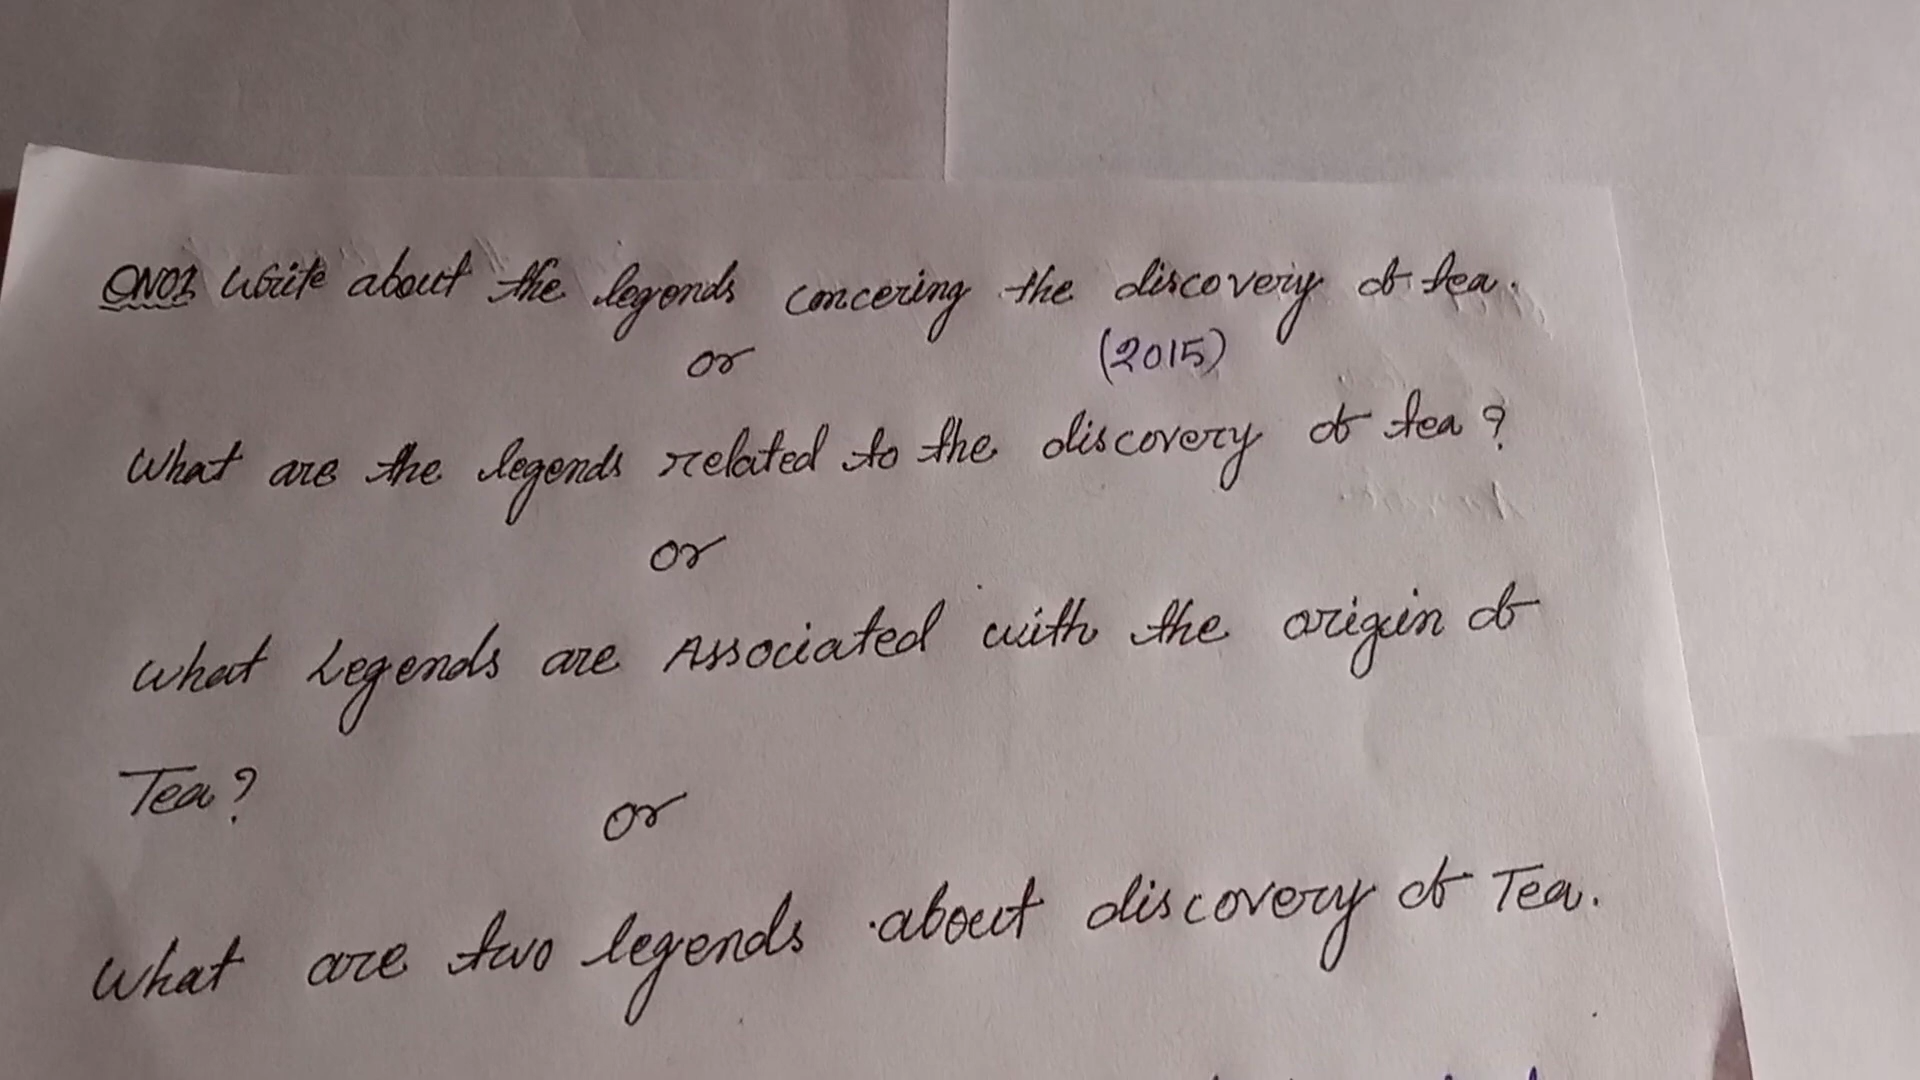 QNO1 Write about the legends concering the discovery of tea.
or (2015)
What are the legends related to the discovery of tea?
or
What Legends are Associated with the origin of
Tea?
or
What are two legends about discovery of Tea.